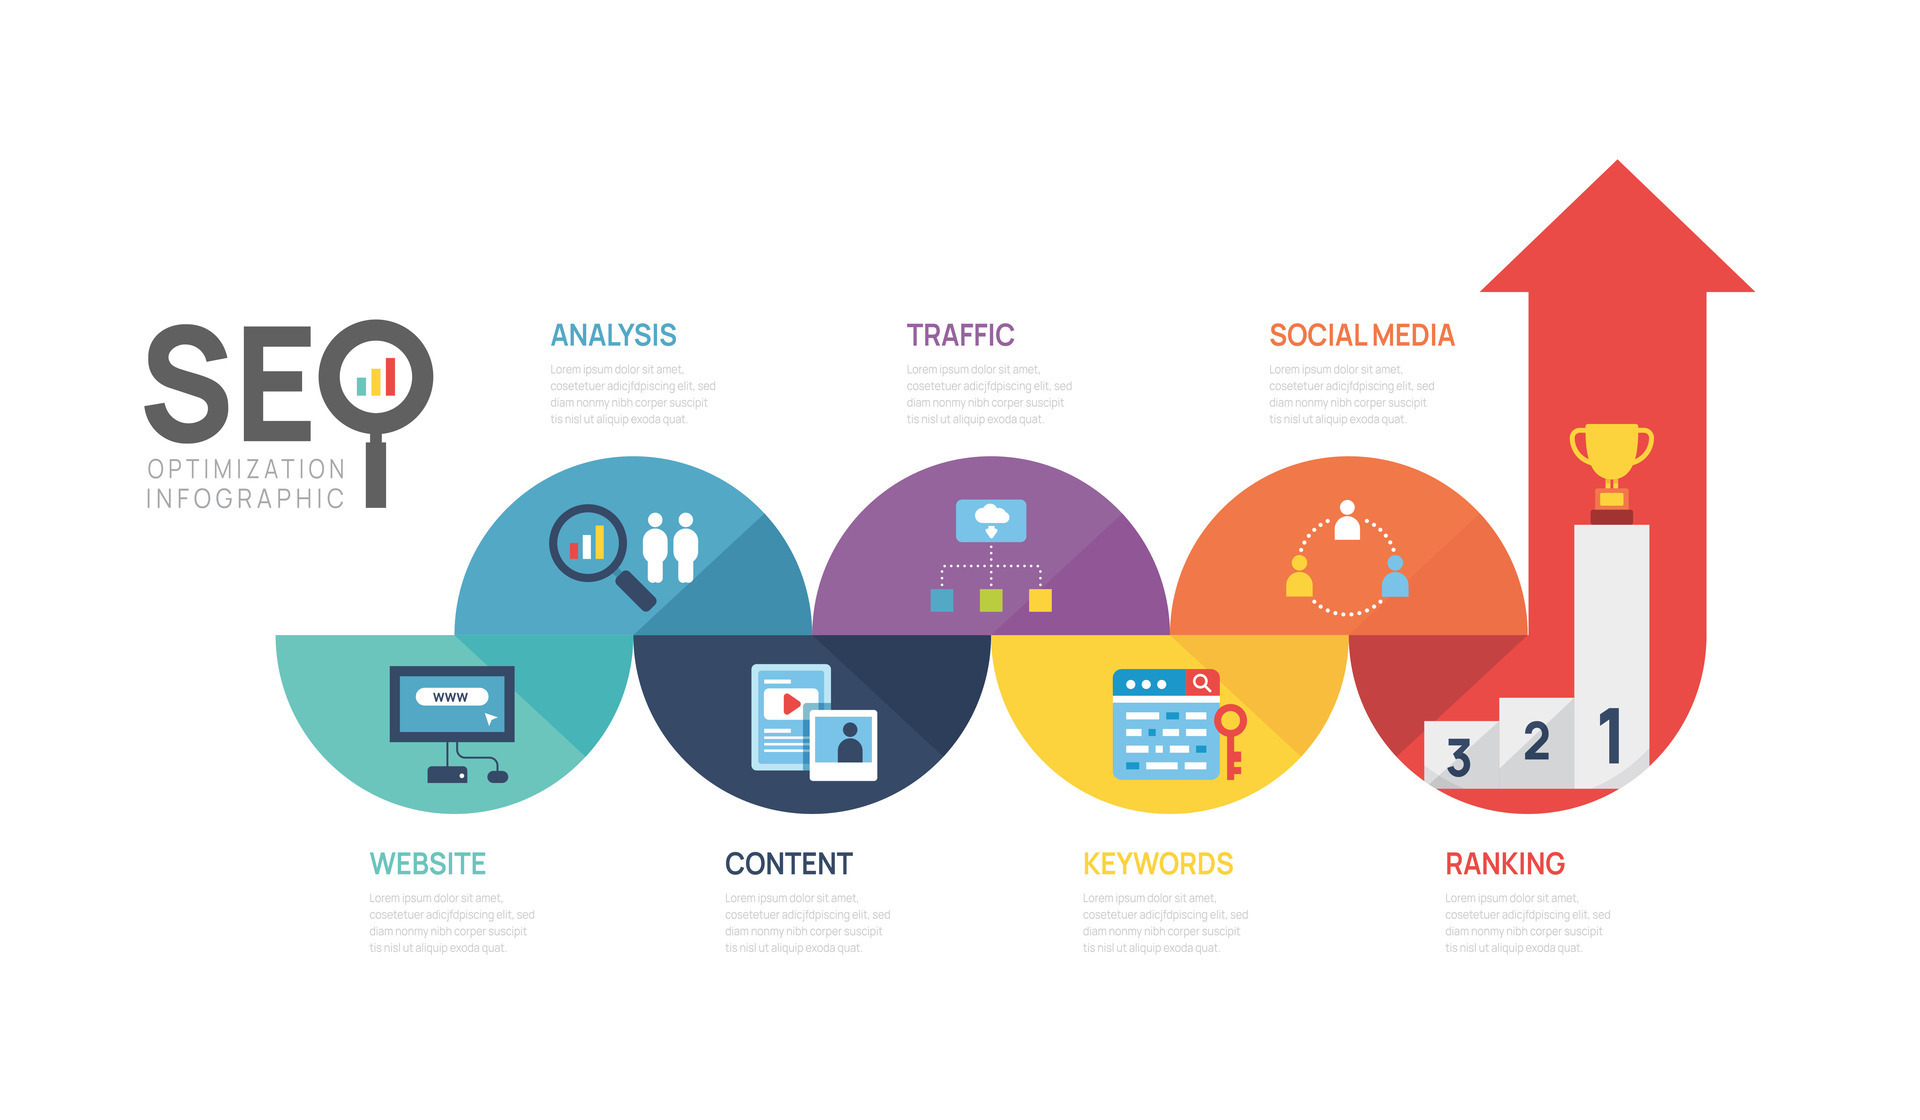 SEO
OPTIMIZATION
INFOGRAPHIC
ANALYSIS
Lorem ipsum dolor sit amet,
cosetetuer adicjfdpiscing elit, sed
diam nonmy nibh corper suscipit
tis nisl ut aliquip exoda quat.
TRAFFIC
Lorem ipsum dolor sit amet,
cosetetuer adicjfdpiscing elit, sed
diam nonmy nibh corper suscipit
tis nisl ut aliquip exoda quat.
SOCIAL MEDIA
Lorem ipsum dolor sit amet,
cosetetuer adicjfdpiscing elit, sed
diam nonmy nibh corper suscipit
tis nisl ut aliquip exoda quat.
www
3
2
1
WEBSITE
Lorem ipsum dolor sit amet,
cosetetuer adicjfdpiscing elit, sed
diam nonmy nibh corper suscipit
tis nisl ut aliquip exoda quat.
CONTENT
Lorem ipsum dolor sit amet,
cosetetuer adicjfdpiscing elit, sed
diam nonmy nibh corper suscipit
tis nisl ut aliquip exoda quat.
KEYWORDS
Lorem ipsum dolor sit amet,
cosetetuer adicjfdpiscing elit, sed
diam nonmy nibh corper suscipit
tis nisl ut aliquip exoda quat.
RANKING
Lorem ipsum dolor sit amet,
cosetetuer adicjfdpiscing elit, sed
diam nonmy nibh corper suscipit
tis nisl ut aliquip exoda quat.